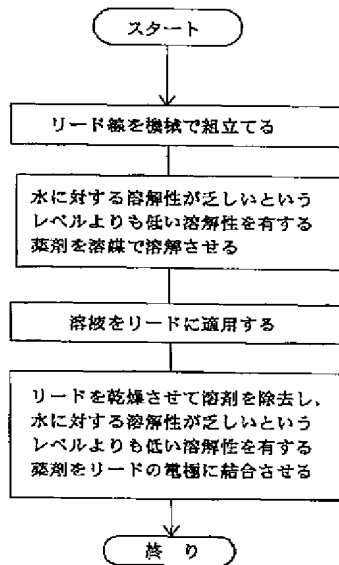 スタート
リード線を機械で組立てる
水に対する溶解性が乏しいという
レベルよりも低い溶解性を有する
薬剤を溶媒で溶解させる
溶液をリードに適用する
リードを乾燥させて溶剤を除去し、
水に対する溶解性が乏しいという
レベルよりも低い溶解性を有する
薬剤をリードの電極に結合させる
終り